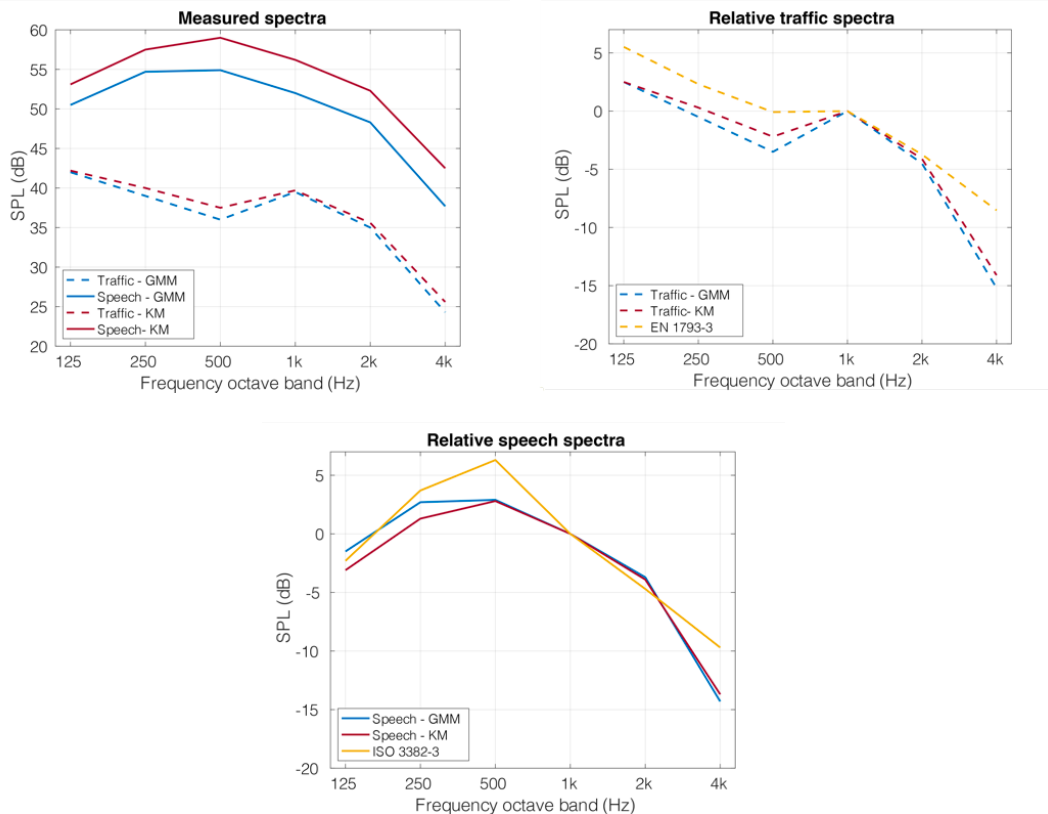 Measured spectra
60
55
50
45
40
35
30
25
20
SPL (dB)
Traffic - GMM
Speech - GMM
Traffic - KM
Speech- KM
125 250 500 1k 2k 4k
Frequency octave band (Hz)
Relative traffic spectra
5
0
-5
-10
-15
-20
SPL (dB)
Traffic - GMM
Traffic- KM
EN 1793-3
125 250 500 1k 2k 4k
Frequency octave band (Hz)
Relative speech spectra
5
0
-5
-10
-15
-20
SPL (dB)
Speech - GMM
Speech - KM
ISO 3382-3
125 250 500 1k 2k 4k
Frequency octave band (Hz)